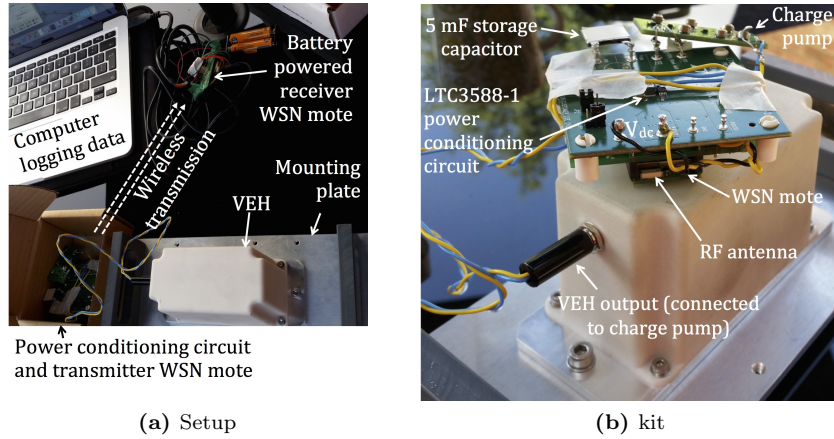 Battery
powered
receiver
WSN mote
Computer
logging data
Wireless
transmission
Mounting
plate
VEH
Power conditioning circuit
and transmitter WSN mote
(a) Setup
5 mF storage
capacitor
Charge
pump
LTC3588-1
power
conditioning
circuit
Vdc
WSN mote
RF antenna
VEH output (connected
to charge pump)
(b) kit